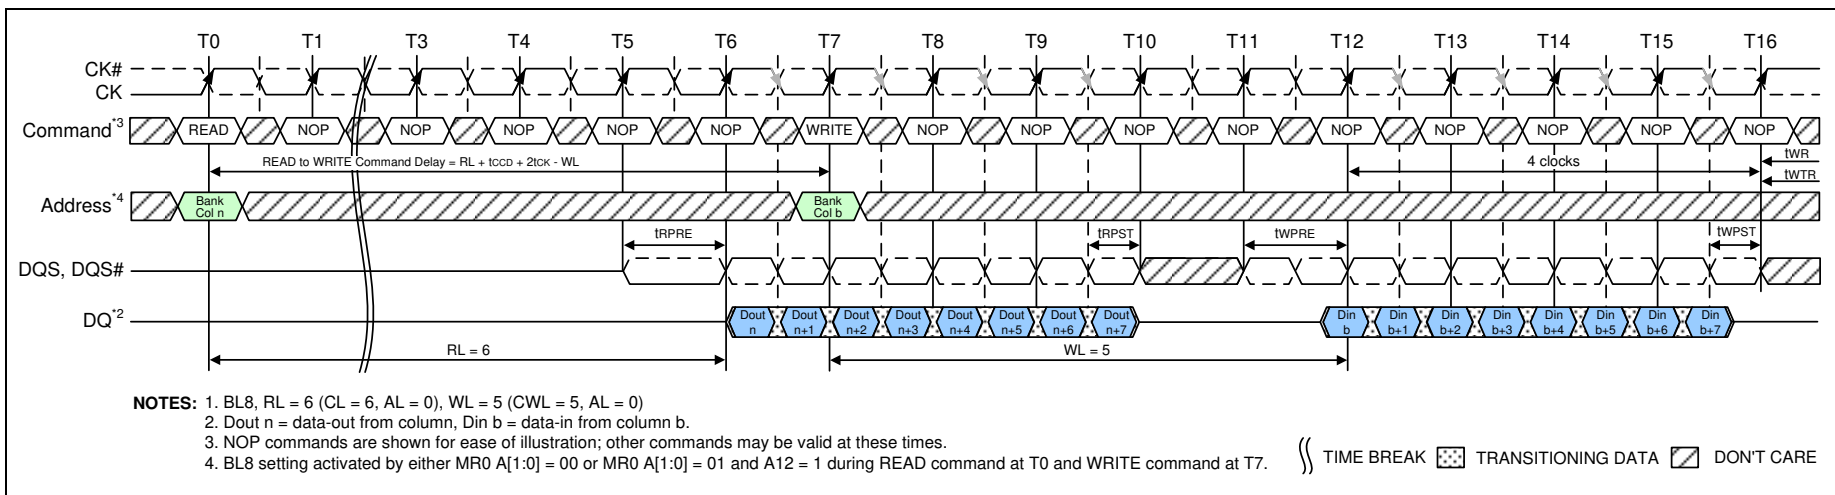 T0 T1 T3 T4 T5 T6 T7 T8 T9 T10 T11 T12 T13 T14 T15 T16
CK#
CK
Command*3 READ NOP NOP NOP NOP NOP WRITE NOP NOP NOP NOP NOP NOP NOP NOP NOP
READ to WRITE Command Delay = RL + tCCD + 2tCK - WL 4 clocks tWR
tWTR
Address*4 Bank Col n Bank Col b
tRPRE tRPST tWPRE tWPST
DQS, DQS#
DQ*2 Dout n Dout n+1 Dout n+2 Dout n+3 Dout n+4 Dout n+5 Dout n+6 Dout n+7 Din b Din b+1 Din b+2 Din b+3 Din b+4 Din b+5 Din b+6 Din b+7
RL = 6 WL = 5
NOTES: 1. BL8, RL = 6 (CL = 6, AL = 0), WL = 5 (CWL = 5, AL = 0)
2. Dout n = data-out from column, Din b = data-in from column b.
3. NOP commands are shown for ease of illustration; other commands may be valid at these times.
4. BL8 setting activated by either MR0 A[1:0] = 00 or MR0 A[1:0] = 01 and A12 = 1 during READ command at T0 and WRITE command at T7.
TIME BREAK TRANSITIONING DATA DON'T CARE